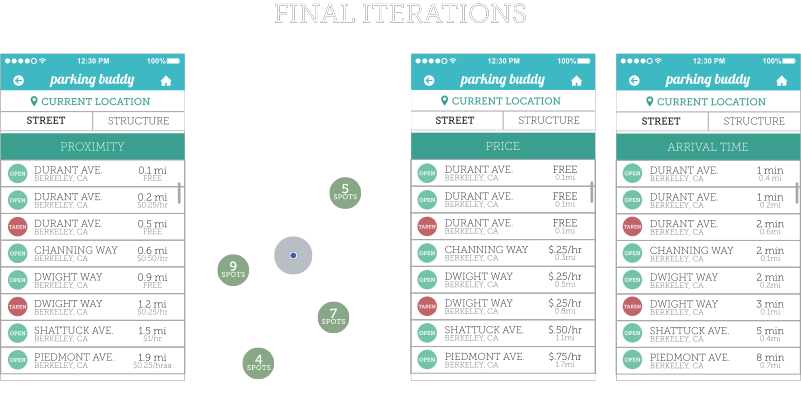 FINAL ITERATIONS
12:30 PM 100%
parking buddy
CURRENT LOCATION
STREET STRUCTURE
PROXIMITY
OPEN DURANT AVE. 0.1 mi
BERKELEY, CA FREE
OPEN DURANT AVE. 0.2 mi
BERKELEY, CA $0.25/hr
TAKEN DURANT AVE. 0.5 mi
BERKELEY, CA FREE
OPEN CHANNING WAY 0.6 mi
BERKELEY, CA $0.50/hr
OPEN DWIGHT WAY 0.9 mi
BERKELEY, CA FREE
TAKEN DWIGHT WAY 1.2 mi
BERKELEY, CA $0.25/hr
OPEN SHATTUCK AVE. 1.5 mi
BERKELEY, CA $1/hr
OPEN PIEDMONT AVE. 1.9 mi
BERKELEY, CA $0.25/hraa
5
SPOTS
9
SPOTS
7
SPOTS
4
SPOTS
12:30 PM 100%
parking buddy
CURRENT LOCATION
STREET STRUCTURE
PRICE
OPEN DURANT AVE. FREE
BERKELEY, CA 0.1mi
OPEN DURANT AVE. FREE
BERKELEY, CA 0.1mi
TAKEN DURANT AVE. FREE
BERKELEY, CA 0.1mi
OPEN CHANNING WAY $.25/hr
BERKELEY, CA 0.3mi
OPEN DWIGHT WAY $.25/hr
BERKELEY, CA 0.5mi
TAKEN DWIGHT WAY $.25/hr
BERKELEY, CA 0.8mi
OPEN SHATTUCK AVE. $.50/hr
BERKELEY, CA 1.1mi
OPEN PIEDMONT AVE. $.75/hr
BERKELEY, CA 1.7mi
12:30 PM 100%
parking buddy
CURRENT LOCATION
STREET STRUCTURE
ARRIVAL TIME
OPEN DURANT AVE. 1 min
BERKELEY, CA 0.4 mi
OPEN DURANT AVE. 1 min
BERKELEY, CA 0.2mi
TAKEN DURANT AVE. 2 min
BERKELEY, CA 0.6mi
OPEN CHANNING WAY 2 min
BERKELEY, CA 0.1mi
OPEN DWIGHT WAY 2 min
BERKELEY, CA 0.2mi
TAKEN DWIGHT WAY 3 min
BERKELEY, CA 0.1mi
OPEN SHATTUCK AVE. 5 min
BERKELEY, CA 0.4mi
OPEN PIEDMONT AVE. 8 min
BERKELEY, CA 0.7mi